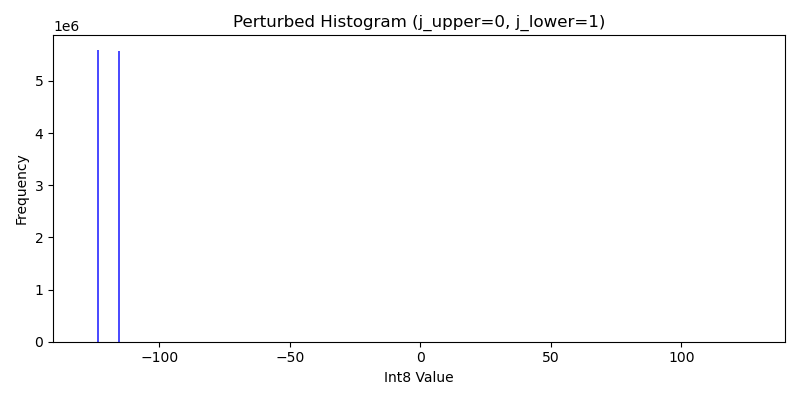 Perturbed Histogram (j_upper=0, j_lower=1)
1e6
5
4
3
2
1
0
Frequency
−100 −50 0 50 100
Int8 Value